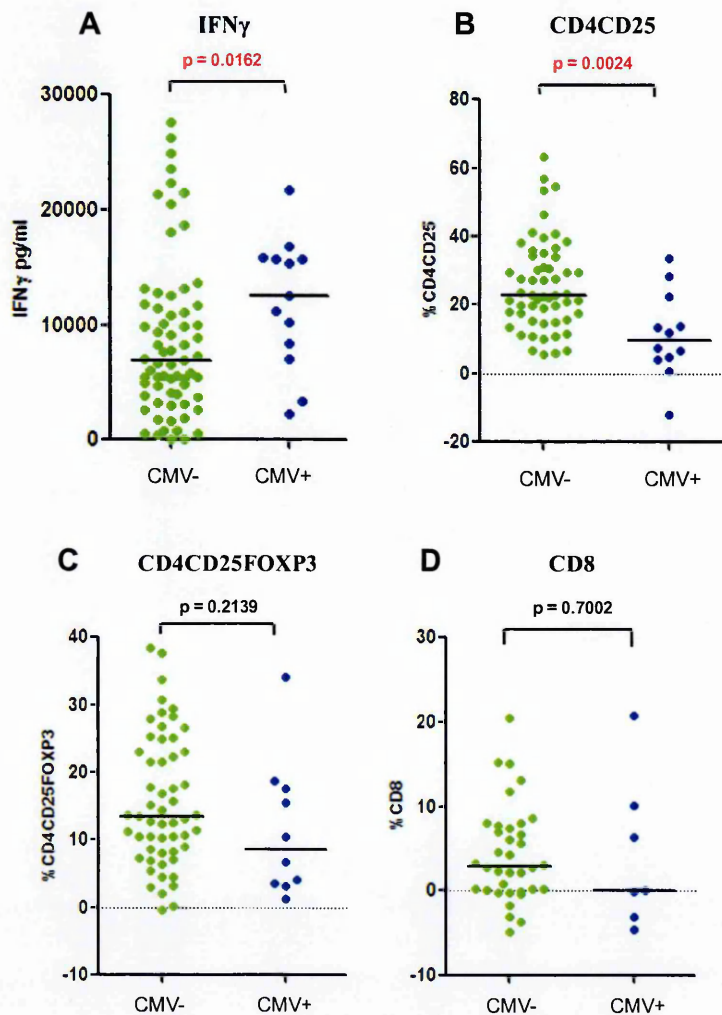 A
IFNγ
p = 0.0162
IFNγ pg/ml
30000
20000
10000
0
CMV-
CMV+
B
CD4CD25
p = 0.0024
% CD4CD25
80
60
40
20
0
-20
CMV-
CMV+
C
CD4CD25FOXP3
p = 0.2139
% CD4CD25FOXP3
40
30
20
10
0
-10
CMV-
CMV+
D
CD8
p = 0.7002
% CD8
30
20
10
0
-10
CMV-
CMV+